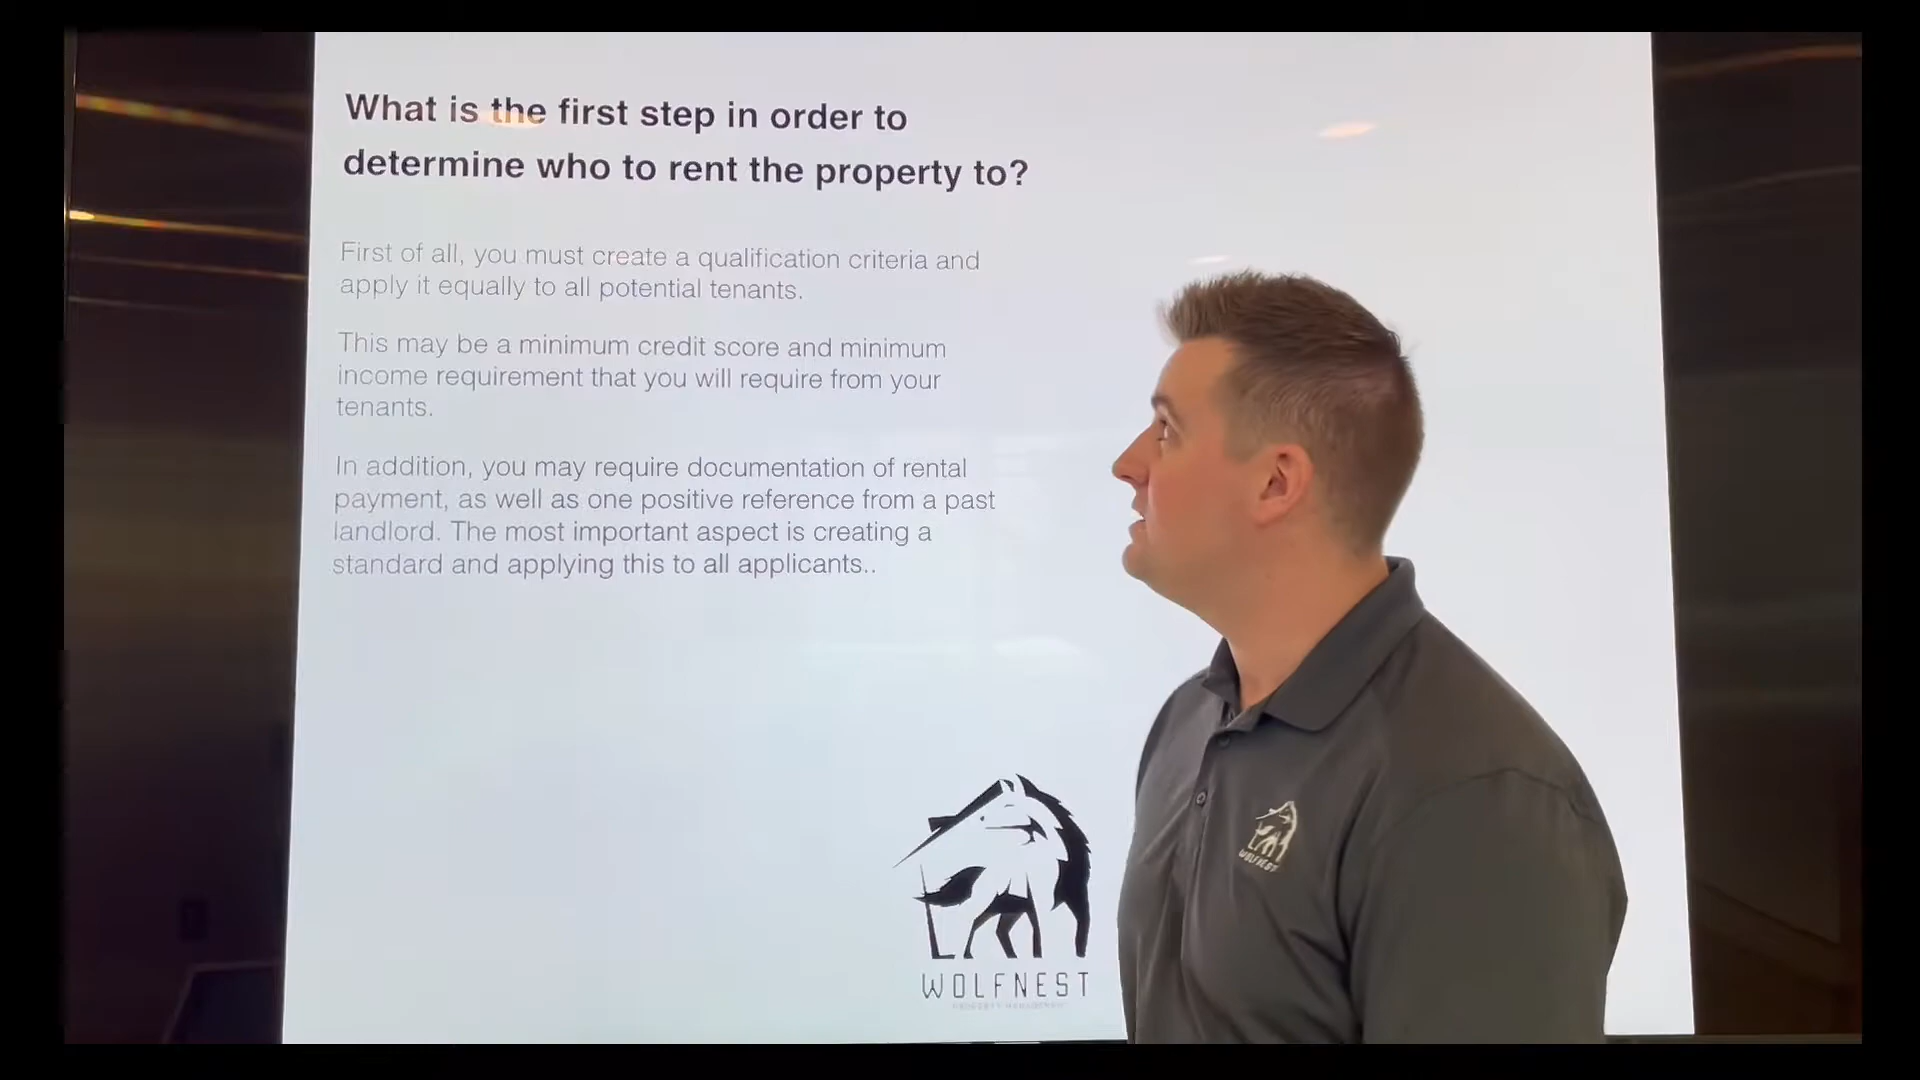 What is the first step in order to
determine who to rent the property to?
First of all, you must create a qualification criteria and
apply it equally to all potential tenants.
This may be a minimum credit score and minimum
income requirement that you will require from your
tenants.
In addition, you may require documentation of rental
payment, as well as one positive reference from a past
landlord. The most important aspect is creating a
standard and applying this to all applicants..
WOLFNEST
PROPERTY MANAGEMENT
WOLFNEST